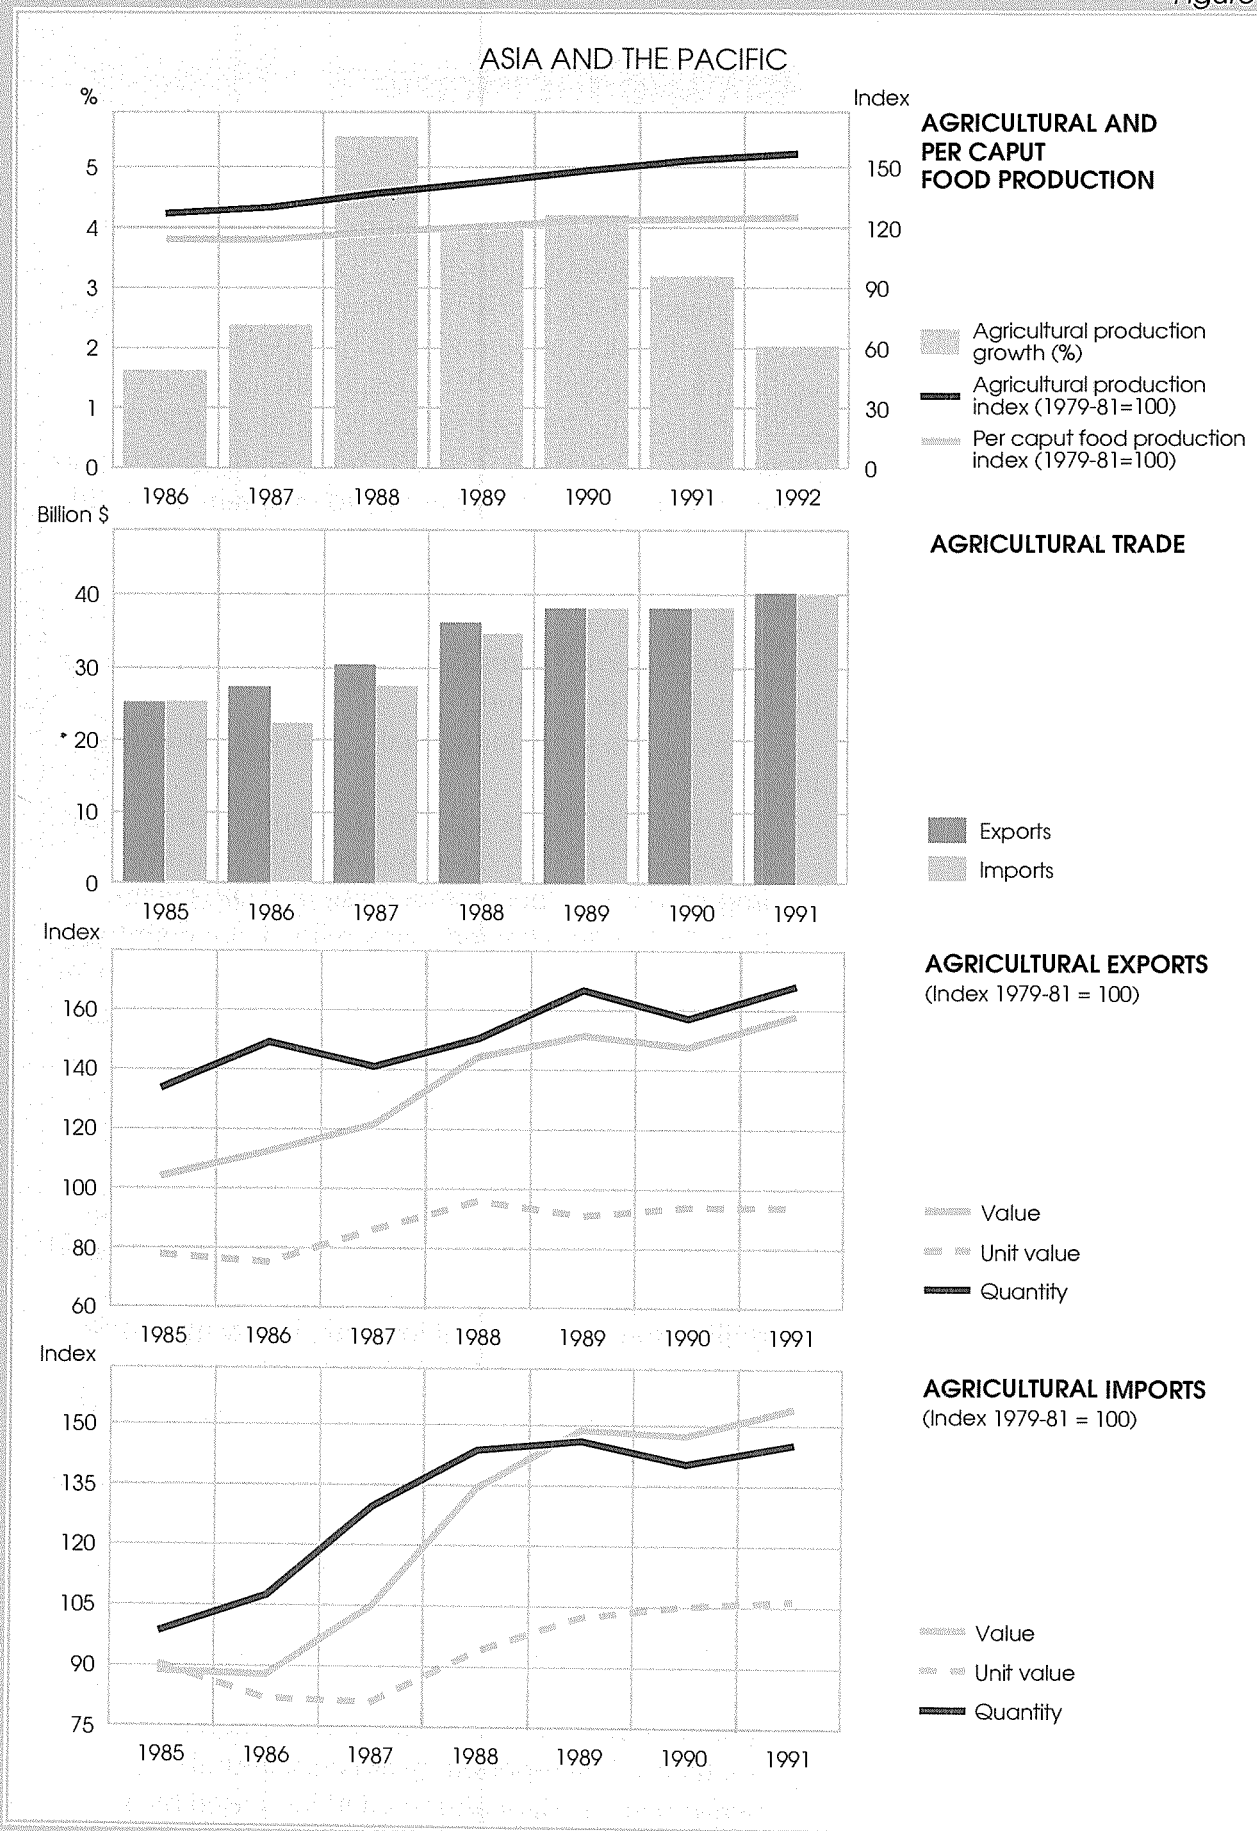 Figure
ASIA AND THE PACIFIC
%
Index
AGRICULTURAL AND
PER CAPUT
FOOD PRODUCTION
5
4
3
2
1
0
150
120
90
60
30
0
Agricultural production
growth (%)
Agricultural production
index (1979-81=100)
Per caput food production
index (1979-81=100)
1986 1987 1988 1989 1990 1991 1992
Billion $
AGRICULTURAL TRADE
40
30
20
10
0
Exports
Imports
1985 1986 1987 1988 1989 1990 1991
Index
AGRICULTURAL EXPORTS
(Index 1979-81 = 100)
160
140
120
100
80
60
Value
Unit value
Quantity
1985 1986 1987 1988 1989 1990 1991
Index
AGRICULTURAL IMPORTS
(Index 1979-81 = 100)
150
135
120
105
90
75
Value
Unit value
Quantity
1985 1986 1987 1988 1989 1990 1991